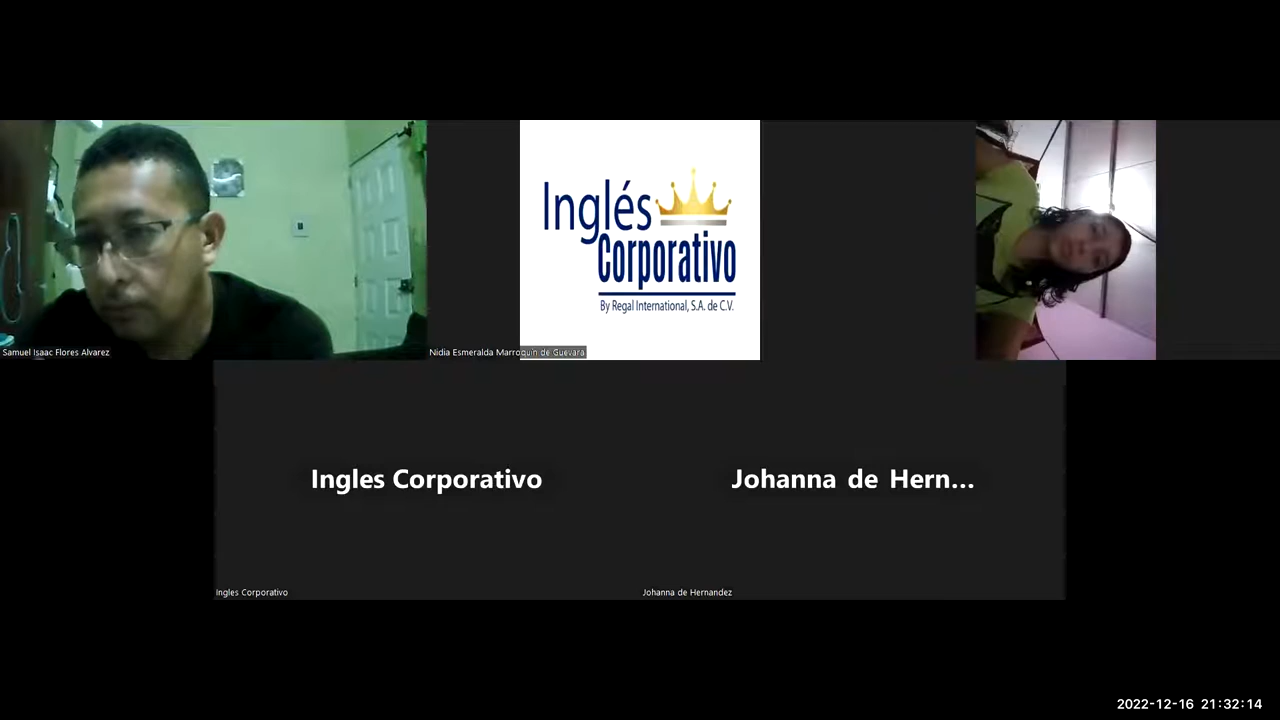 Inglés
Corporativo
By Regal International, S.A. de C.V.
Samuel Isaac Flores Alvarez
Nidia Esmeralda Marroquin de Guevara
Ingles Corporativo
Johanna de Hern...
Ingles Corporativo
Johanna de Hernandez
2022-12-16 21:32:14